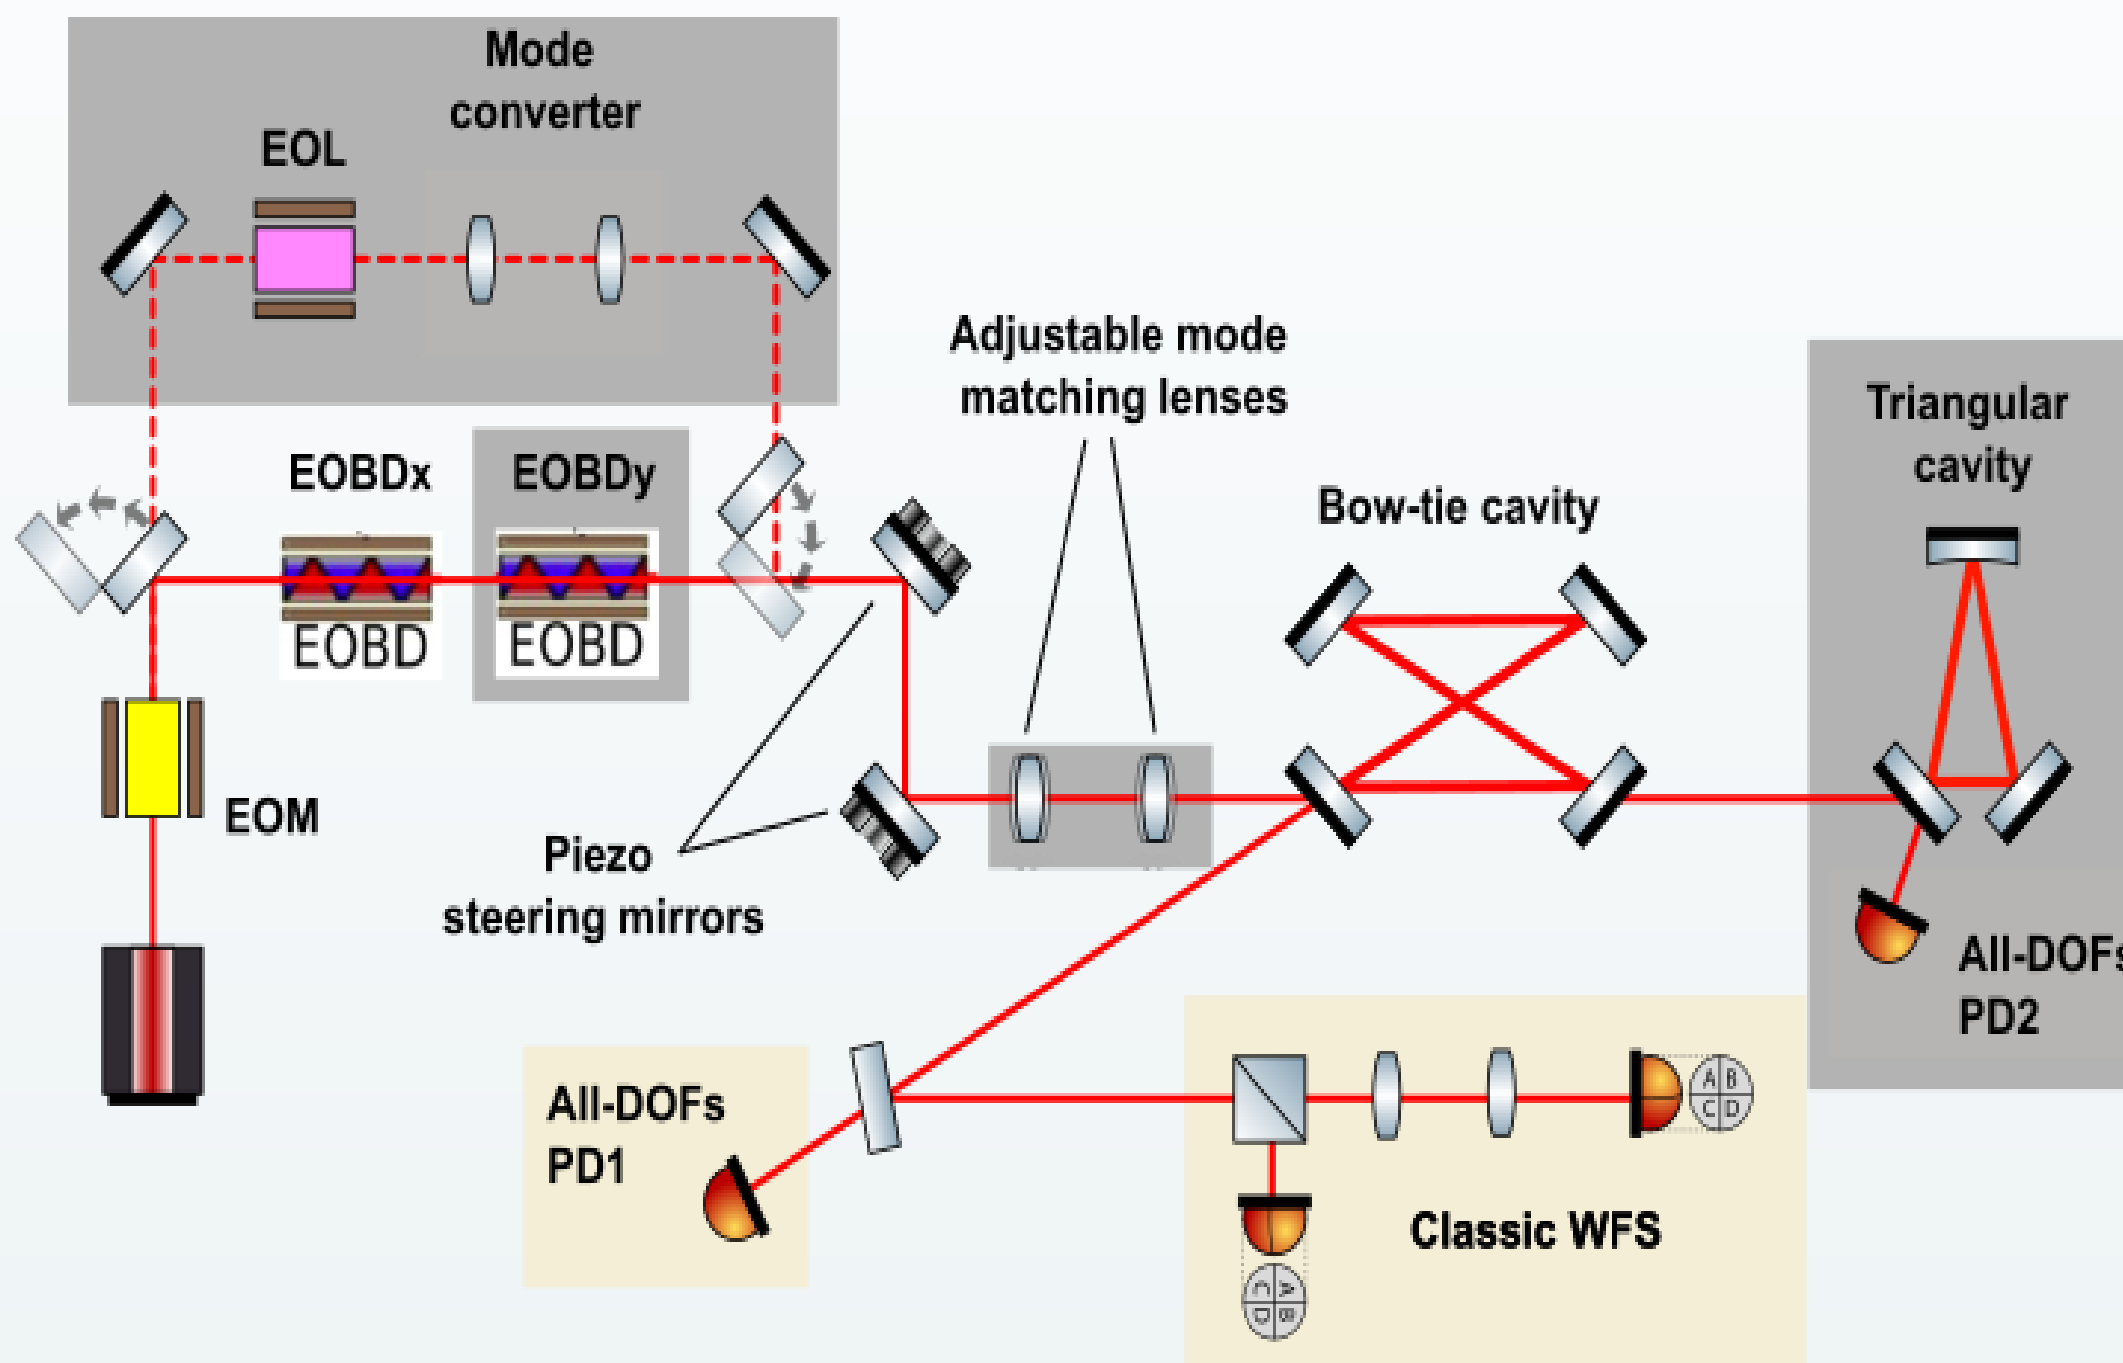 Mode
converter
EOL
Adjustable mode
matching lenses
Triangular
cavity
EOBDx
EOBDy
Bow-tie cavity
EOBD
EOBD
EOM
Piezo
steering mirrors
All-DOFs
PD2
All-DOFs
PD1
A B
C D
Classic WFS
A B
C D